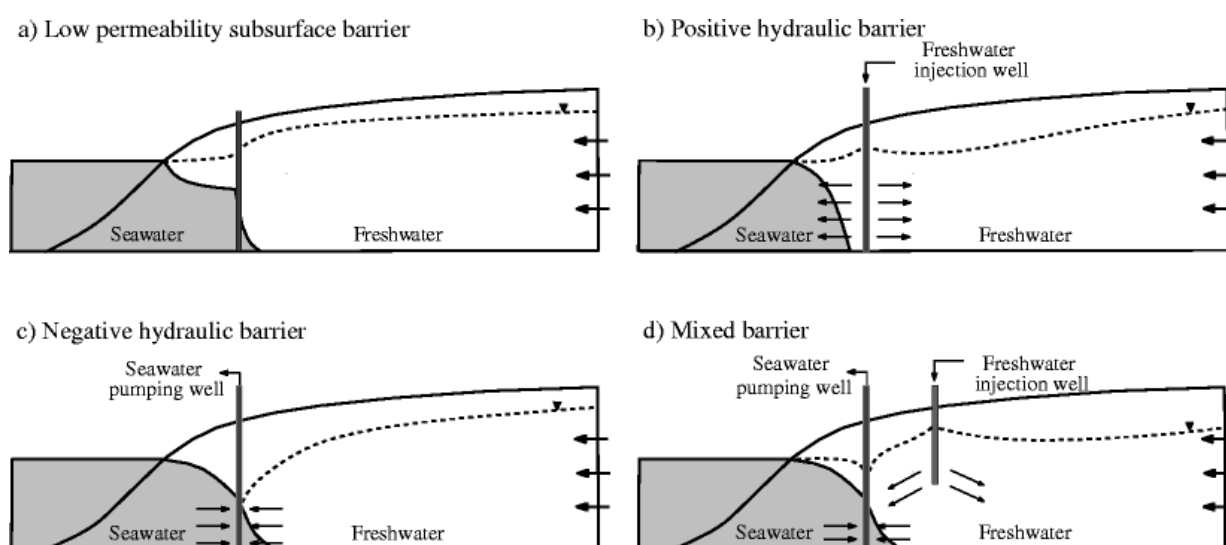 a) Low permeability subsurface barrier
Seawater
Freshwater
b) Positive hydraulic barrier
Freshwater
injection well
Seawater
Freshwater
c) Negative hydraulic barrier
Seawater
pumping well
Seawater
Freshwater
d) Mixed barrier
Seawater
pumping well
Freshwater
injection well
Seawater
Freshwater